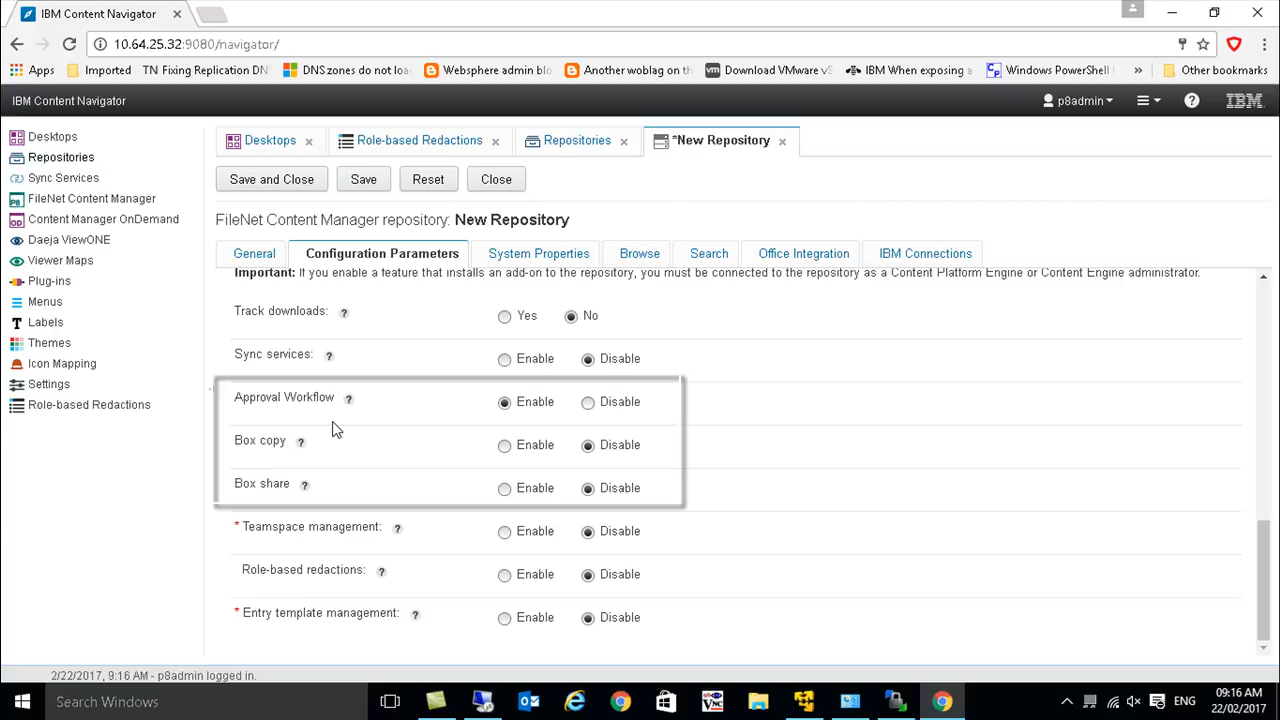 IBM Content Navigator
10.64.25.32:9080/navigator/
Apps Imported TN Fixing Replication DN DNS zones do not loa Websphere admin blo Another woblag on th vm Download VMware vS IBM When exposing a Cp Windows PowerShell » Other bookmarks
IBM Content Navigator p8admin ? IBM
Desktops
Repositories
Sync Services
P8 FileNet Content Manager
OD Content Manager OnDemand
Daeja ViewONE
Viewer Maps
Plug-ins
Menus
T Labels
Themes
Icon Mapping
Settings
Role-based Redactions
Desktops Role-based Redactions Repositories *New Repository
Save and Close Save Reset Close
FileNet Content Manager repository: New Repository
General Configuration Parameters System Properties Browse Search Office Integration IBM Connections
Important: If you enable a feature that installs an add-on to the repository, you must be connected to the repository as a Content Platform Engine or Content Engine administrator.
Track downloads: ? Yes No
Sync services: ? Enable Disable
Approval Workflow ? Enable Disable
Box copy ? Enable Disable
Box share ? Enable Disable
* Teamspace management: ? Enable Disable
Role-based redactions: ? Enable Disable
* Entry template management: ? Enable Disable
2/22/2017, 9:16 AM - p8admin logged in.
Search Windows
ENG
09:16 AM
22/02/2017